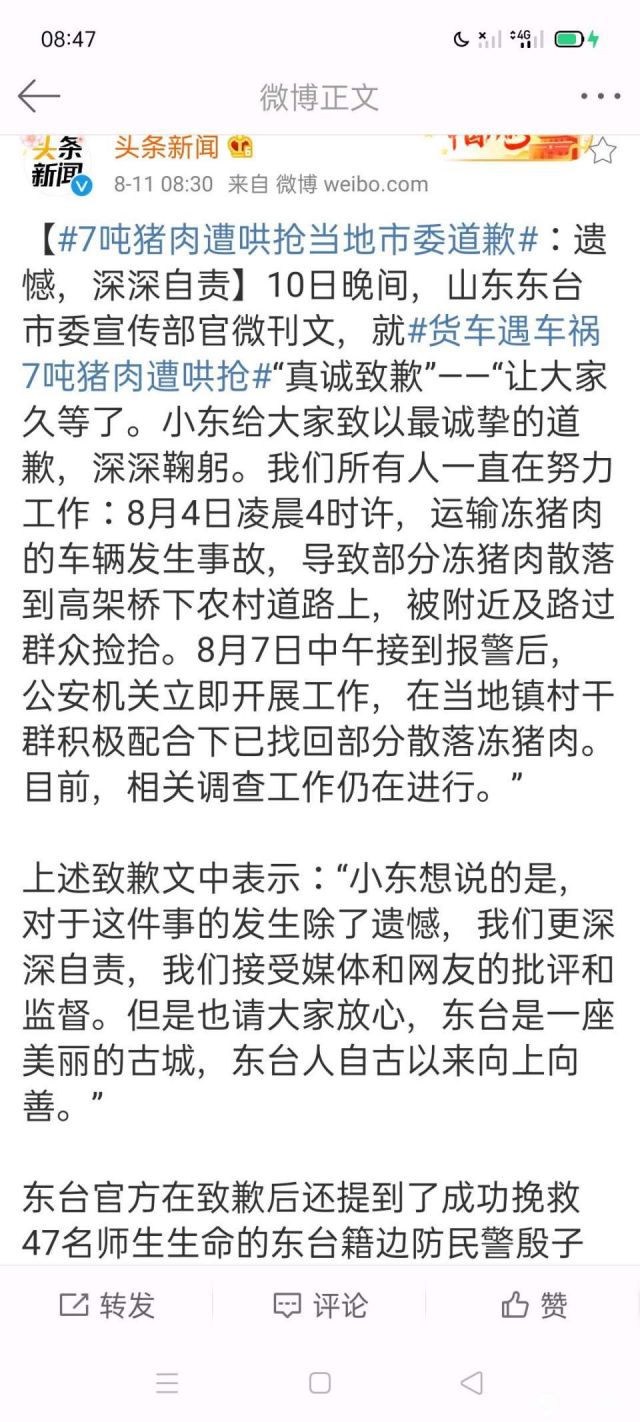 08:47
4G
微博正文
头条
新闻
头条新闻
8-11 08:30 来自 微博 weibo.com
【#7吨猪肉遭哄抢当地市委道歉#：遗
憾，深深自责】10日晚间，山东东台
市委宣传部官微刊文，就#货车遇车祸
7吨猪肉遭哄抢#“真诚致歉”——“让大家
久等了。小东给大家致以最诚挚的道
歉，深深鞠躬。我们所有人一直在努力
工作：8月4日凌晨4时许，运输冻猪肉
的车辆发生事故，导致部分冻猪肉散落
到高架桥下农村道路上，被附近及路过
群众捡拾。8月7日中午接到报警后，
公安机关立即开展工作，在当地镇村干
群积极配合下已找回部分散落冻猪肉。
目前，相关调查工作仍在进行。”
上述致歉文中表示：“小东想说的是，
对于这件事的发生除了遗憾，我们更深
深自责，我们接受媒体和网友的批评和
监督。但是也请大家放心，东台是一座
美丽的古城，东台人自古以来向上向
善。”
东台官方在致歉后还提到了成功挽救
47名师生生命的东台籍边防民警殷子
转发
评论
赞